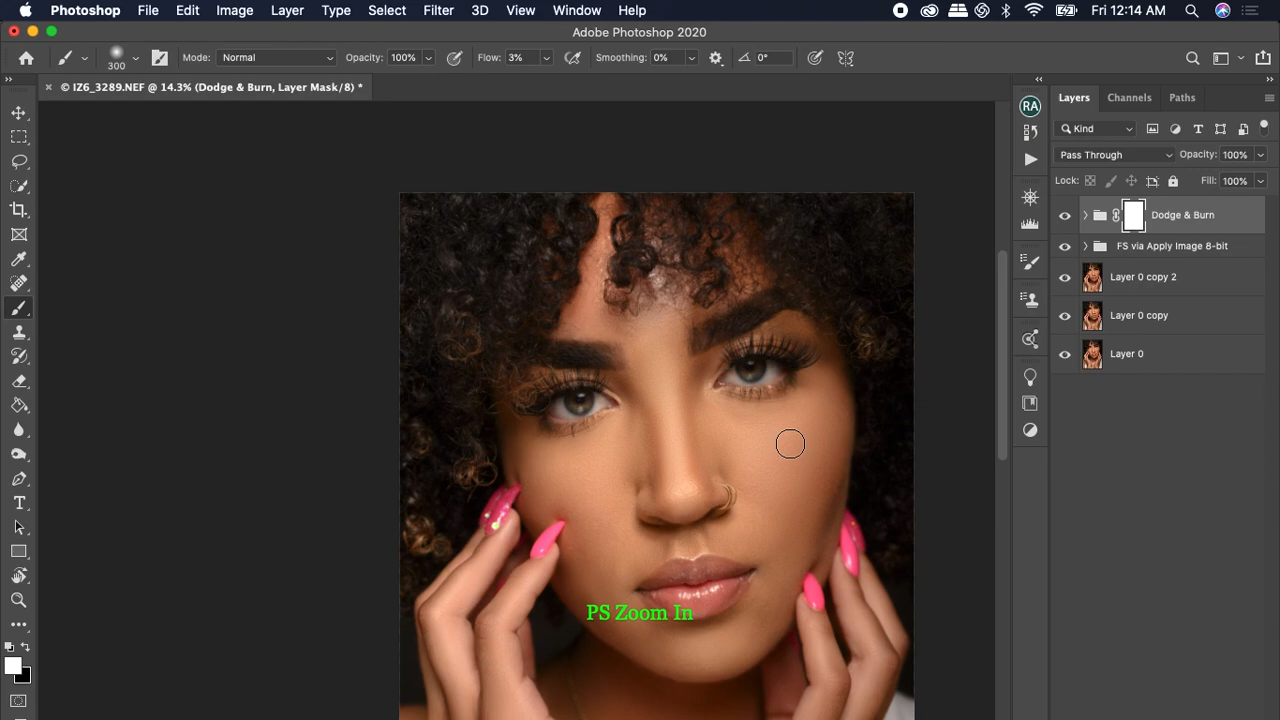 Photoshop File Edit Image Layer Type Select Filter 3D View Window Help Fri 12:14 AM
Adobe Photoshop 2020
300 Mode: Normal Opacity: 100% Flow: 3% Smoothing: 0% 0°
© IZ6_3289.NEF @ 14.3% (Dodge & Burn, Layer Mask/8) *
Layers Channels Paths
RA
Kind
Pass Through Opacity: 100%
Lock: Fill: 100%
Dodge & Burn
FS via Apply Image 8-bit
Layer 0 copy 2
Layer 0 copy
Layer 0
PS Zoom In